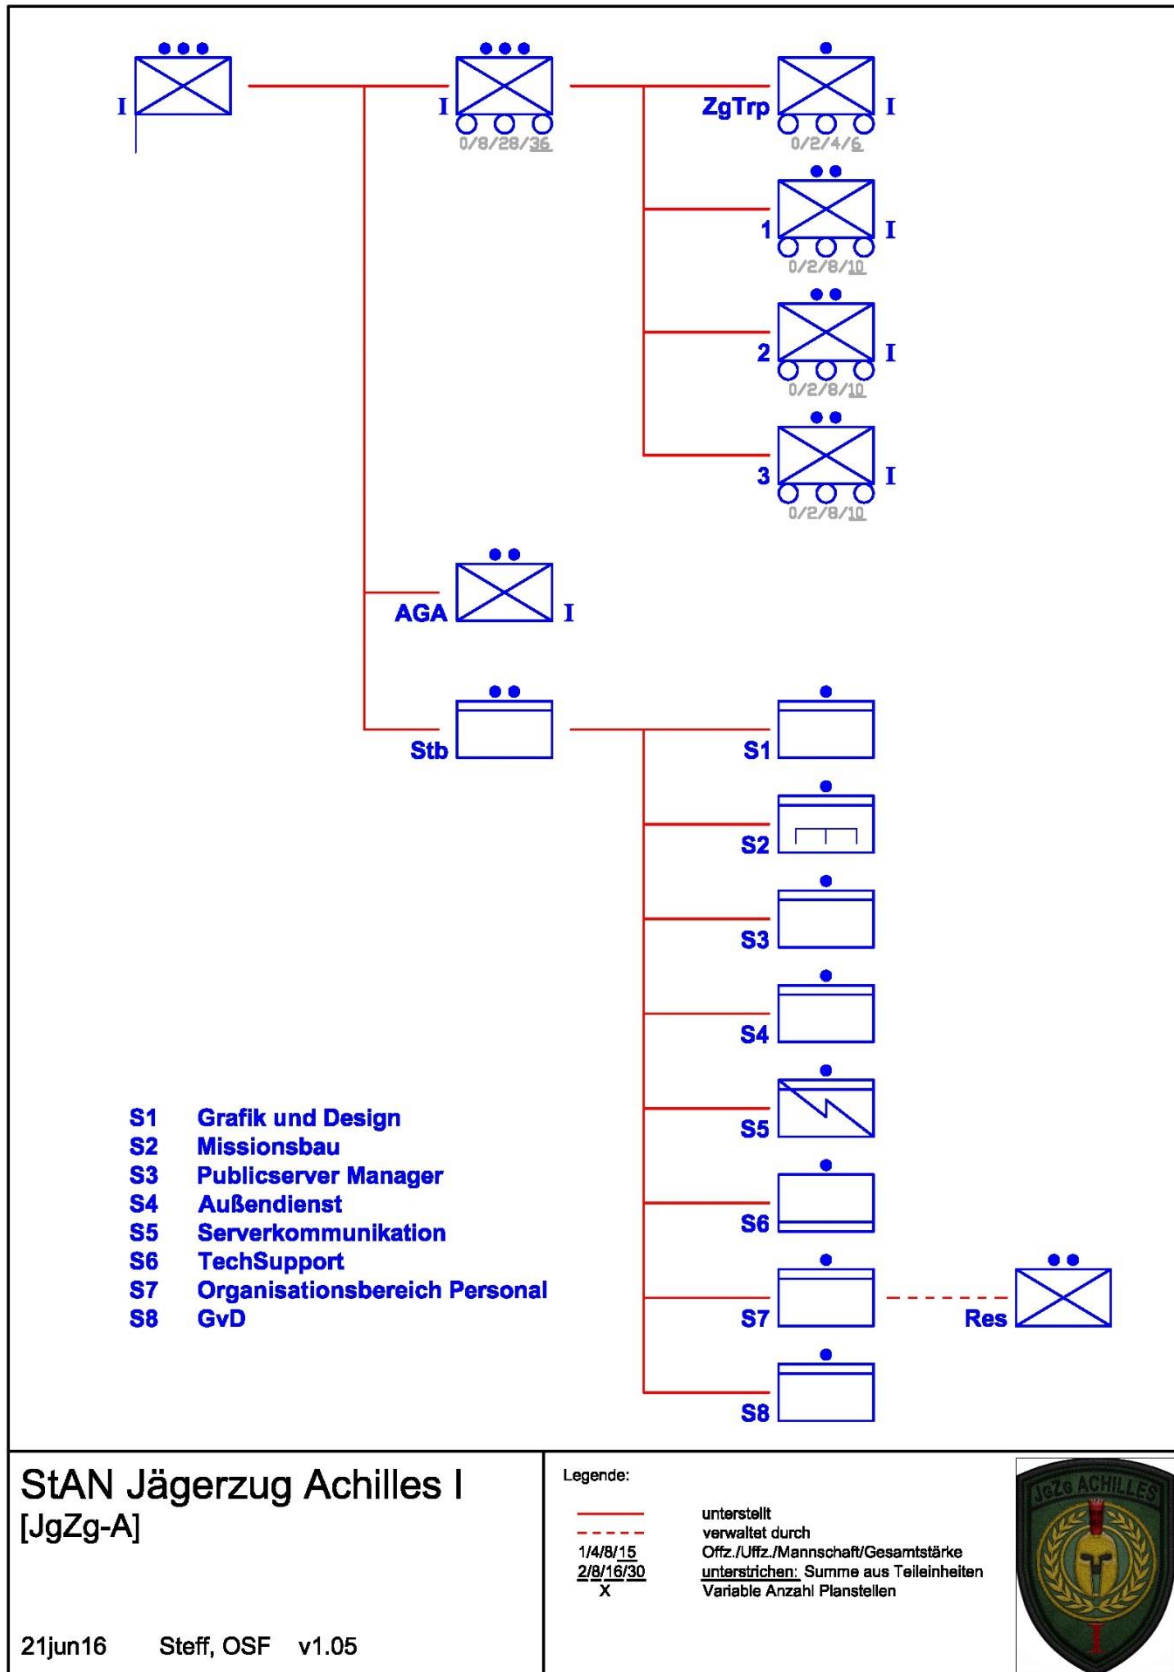 I
I
0/8/28/36
ZgTrp
I
0/2/4/6
1
I
0/2/8/10
2
I
0/2/8/10
3
I
0/2/8/10
AGA
I
Stb
S1
S2
S3
S4
S5
S6
S7
Res
S8
S1 Grafik und Design
S2 Missionsbau
S3 Publicserver Manager
S4 Außendienst
S5 Serverkommunikation
S6 TechSupport
S7 Organisationsbereich Personal
S8 GvD
StAN Jägerzug Achilles I
[JgZg-A]
21jun16 Steff, OSF v1.05
Legende:
unterstellt
verwaltet durch
1/4/8/15 Offz./Uffz./Mannschaft/Gesamtstärke
2/8/16/30 unterstrichen: Summe aus Teileinheiten
X Variable Anzahl Planstellen
JgZg ACHILLES
I